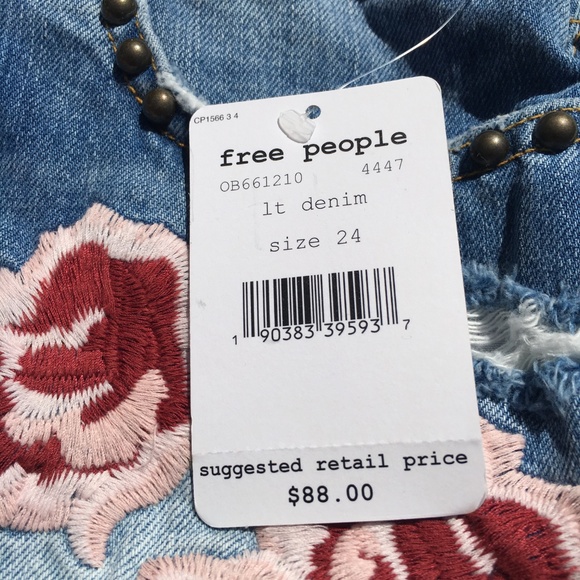 CP1566 3 4
free people
OB661210 4447
lt denim
size 24
1 90383 39593 7
suggested retail price
$88.00